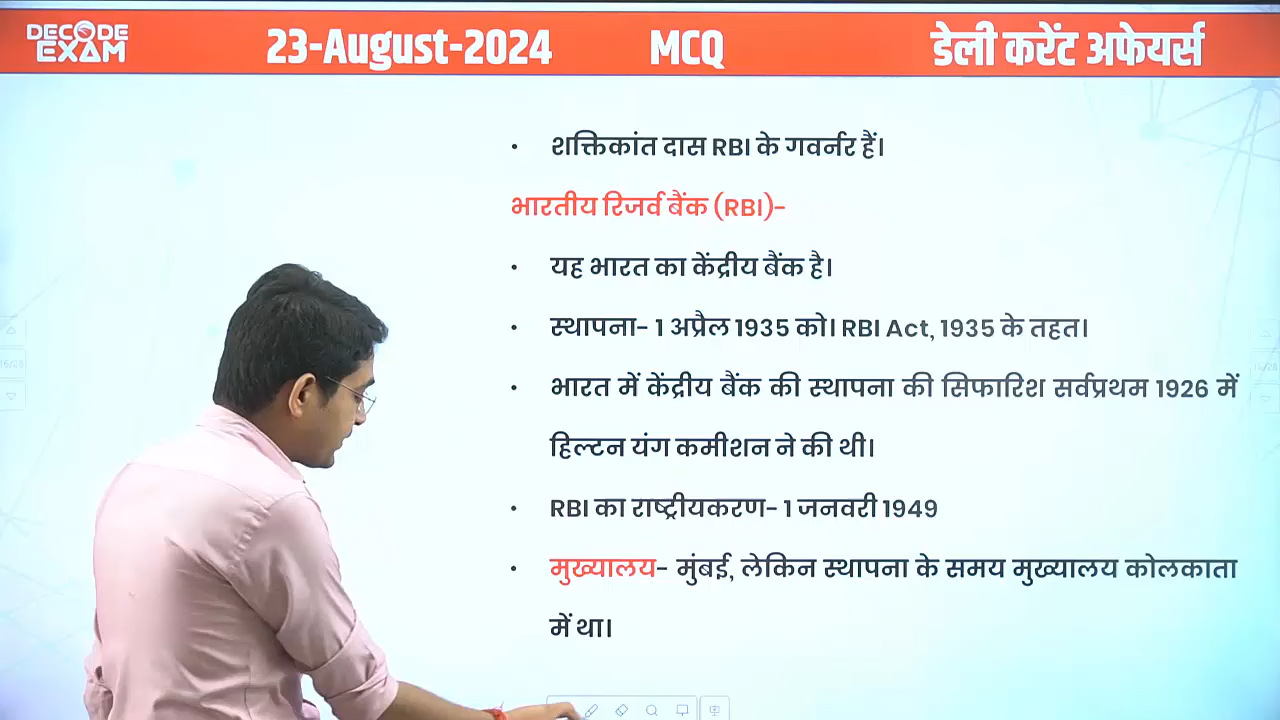 DECODE EXAM
23-August-2024
MCQ
डेली करेंट अफेयर्स
• शक्तिकांत दास RBI के गवर्नर हैं।
भारतीय रिजर्व बैंक (RBI)-
• यह भारत का केंद्रीय बैंक है।
• स्थापना- 1 अप्रैल 1935 को। RBI Act, 1935 के तहत।
• भारत में केंद्रीय बैंक की स्थापना की सिफारिश सर्वप्रथम 1926 में
हिल्टन यंग कमीशन ने की थी।
• RBI का राष्ट्रीयकरण- 1 जनवरी 1949
• मुख्यालय- मुंबई, लेकिन स्थापना के समय मुख्यालय कोलकाता
में था।